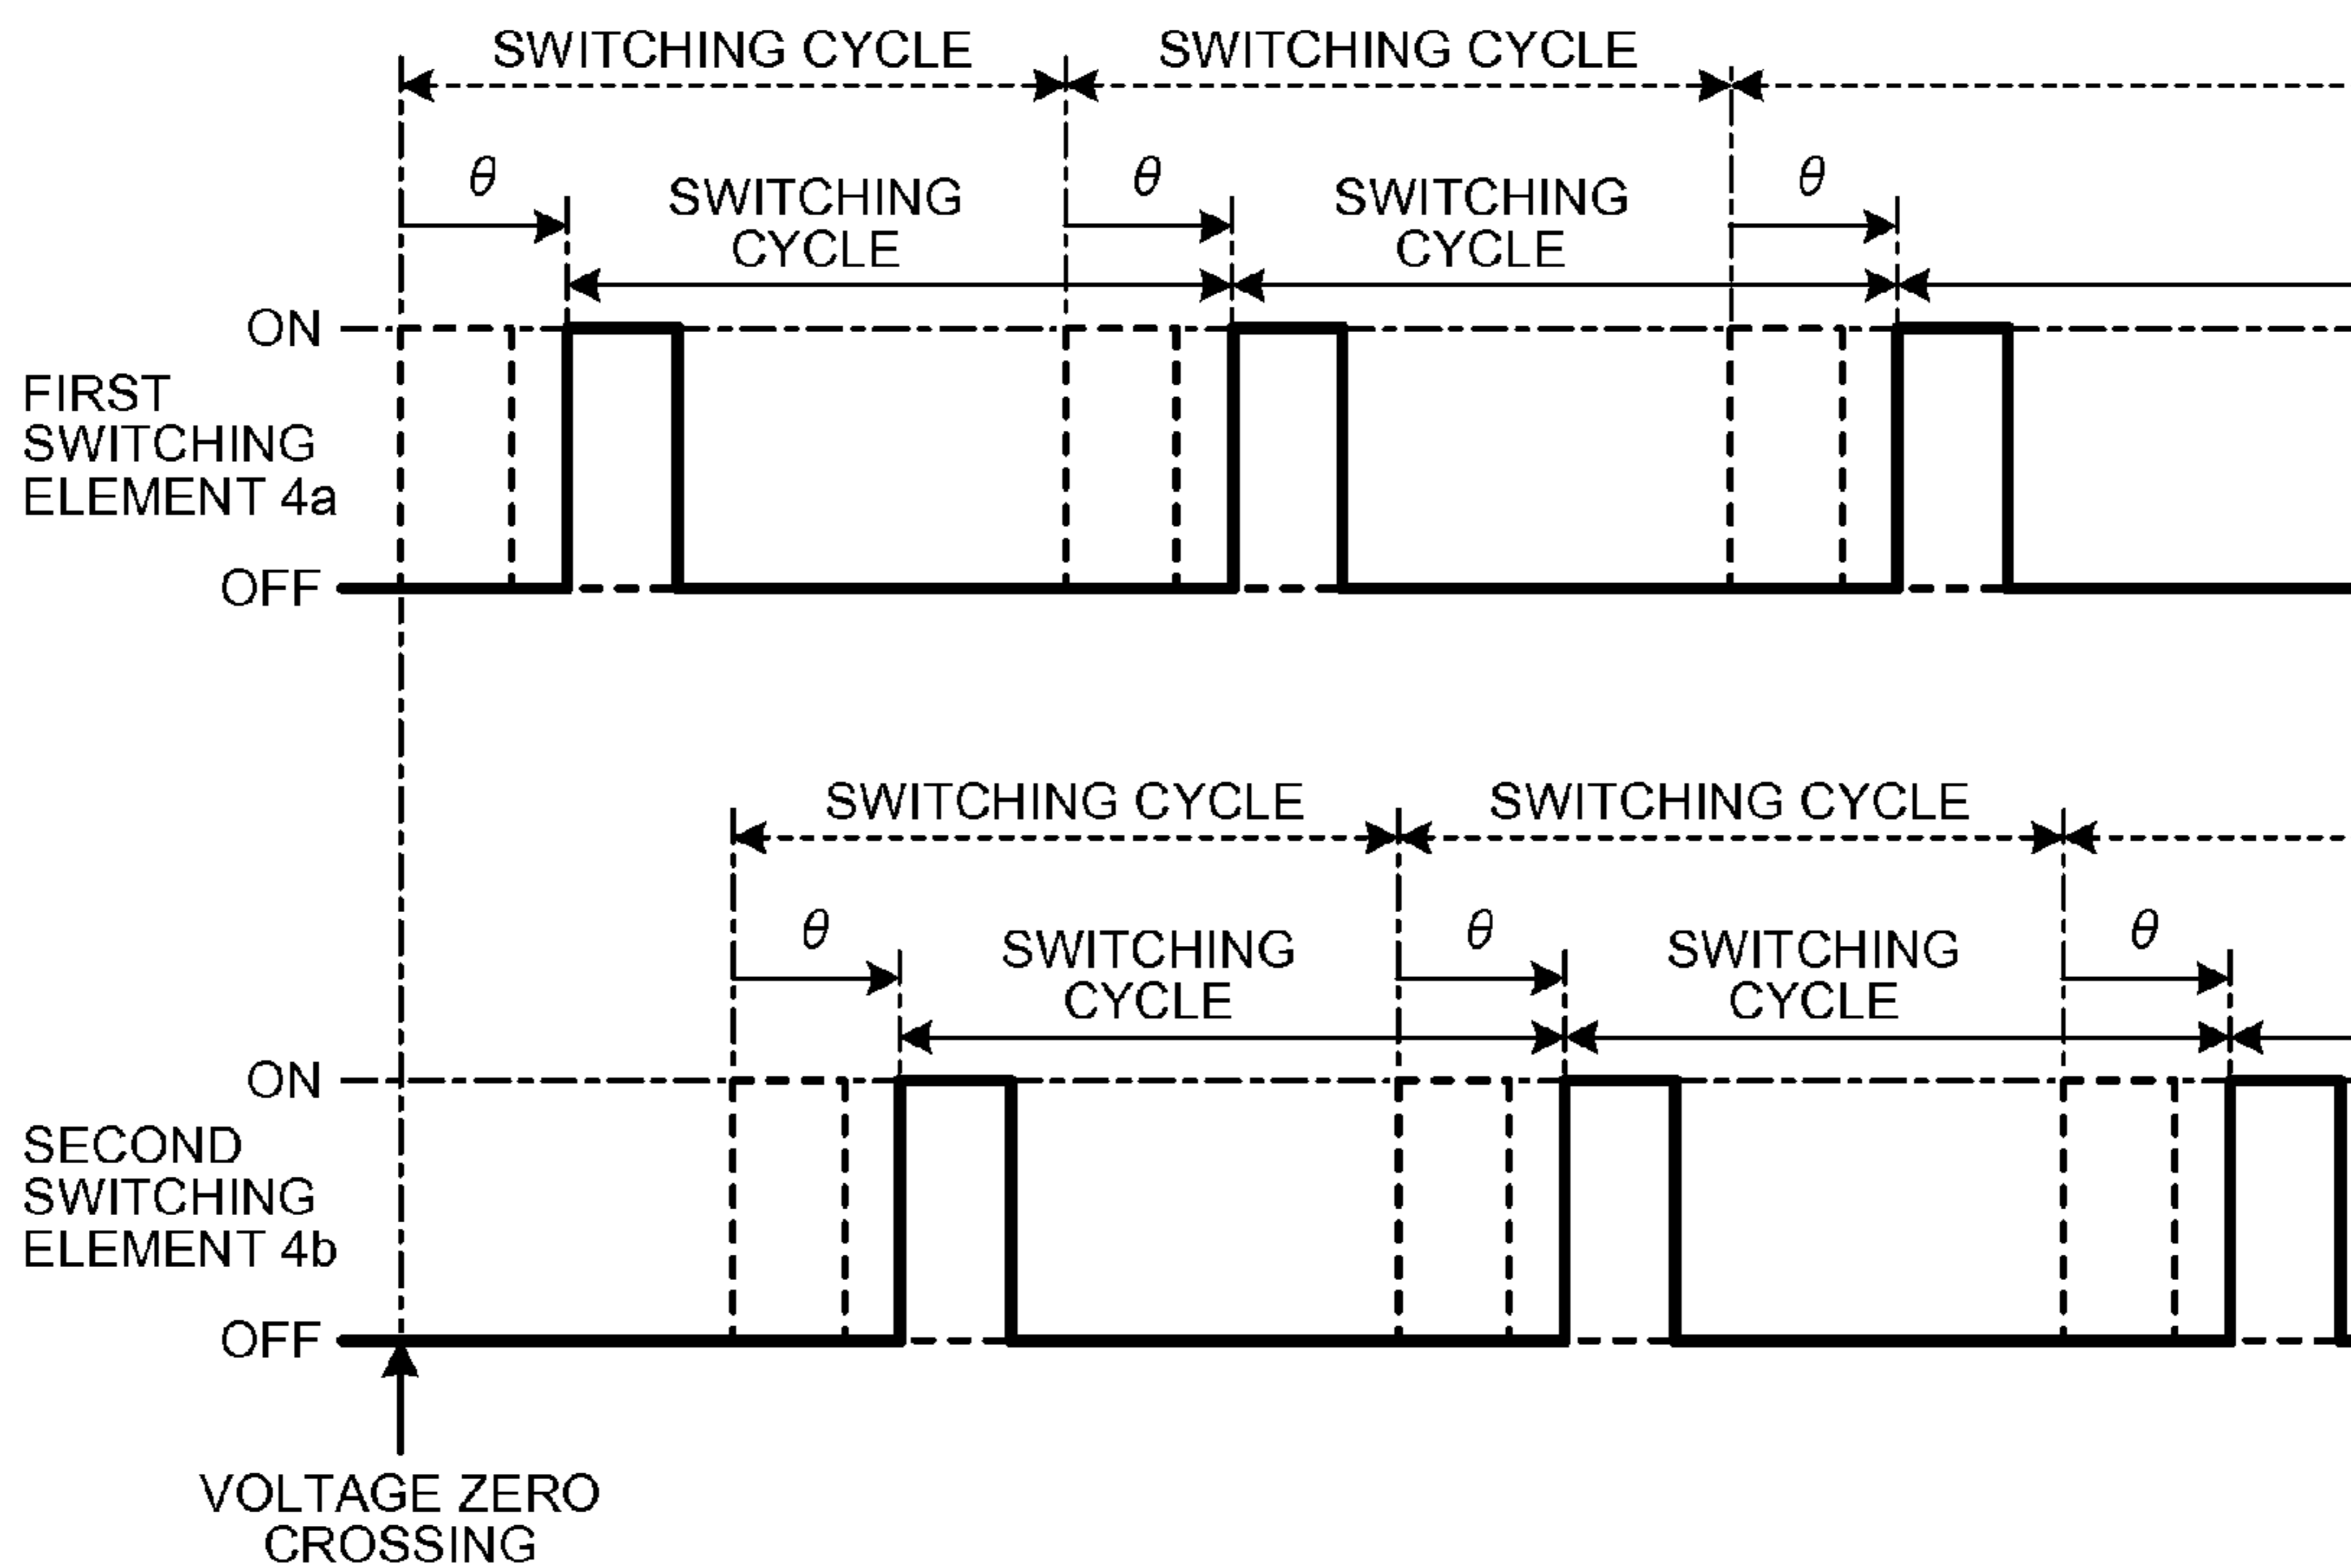 SWITCHING CYCLE
SWITCHING CYCLE
θ
SWITCHING
CYCLE
θ
SWITCHING
CYCLE
θ
ON
FIRST
SWITCHING
ELEMENT 4a
OFF
SWITCHING CYCLE
SWITCHING CYCLE
θ
SWITCHING
CYCLE
θ
SWITCHING
CYCLE
θ
ON
SECOND
SWITCHING
ELEMENT 4b
OFF
VOLTAGE ZERO
CROSSING